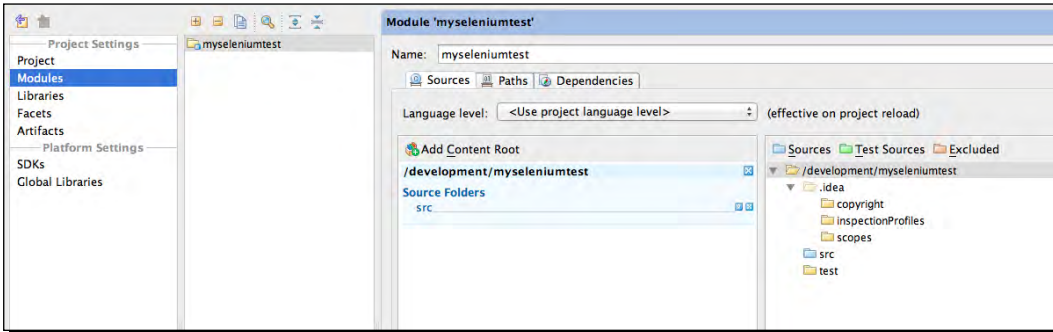 Project Settings
Project
Modules
Libraries
Facets
Artifacts
Platform Settings
SDKs
Global Libraries
myseleniumtest
Module 'myseleniumtest'
Name: myseleniumtest
Sources Paths Dependencies
Language level: <Use project language level> (effective on project reload)
Add Content Root
/development/myseleniumtest
Source Folders
src
Sources Test Sources Excluded
/development/myseleniumtest
.idea
copyright
inspectionProfiles
scopes
src
test